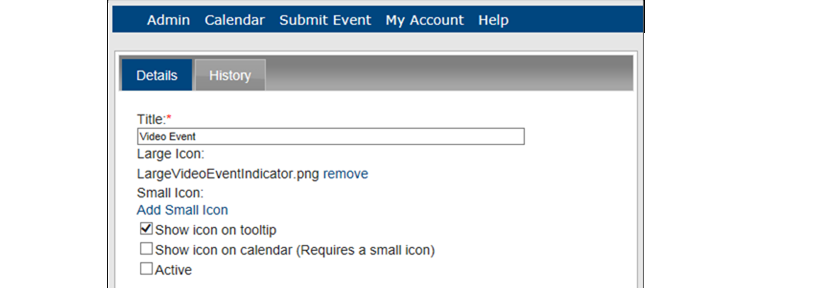 Admin Calendar Submit Event My Account Help
Details History
Title:*
Video Event
Large Icon:
LargeVideoEventIndicator.png remove
Small Icon:
Add Small Icon
Show icon on tooltip
Show icon on calendar (Requires a small icon)
Active